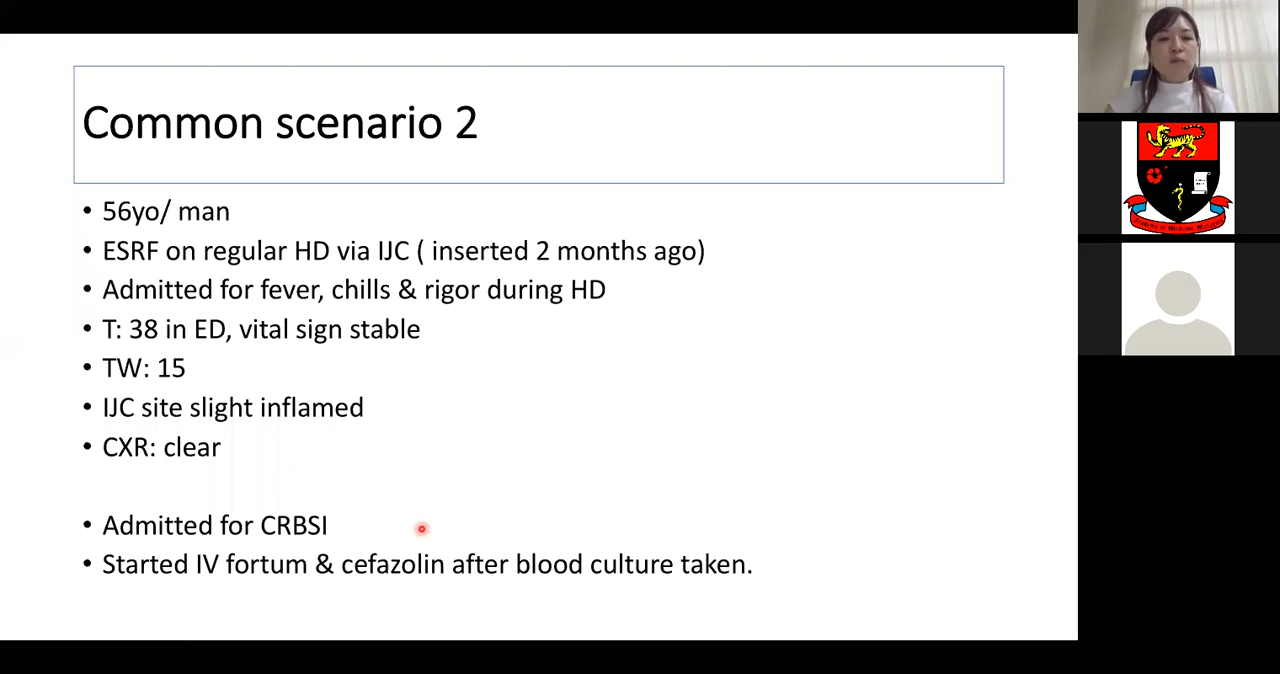 Common scenario 2
• 56yo/ man
• ESRF on regular HD via IJC ( inserted 2 months ago)
• Admitted for fever, chills & rigor during HD
• T: 38 in ED, vital sign stable
• TW: 15
• IJC site slight inflamed
• CXR: clear
• Admitted for CRBSI
• Started IV fortum & cefazolin after blood culture taken.